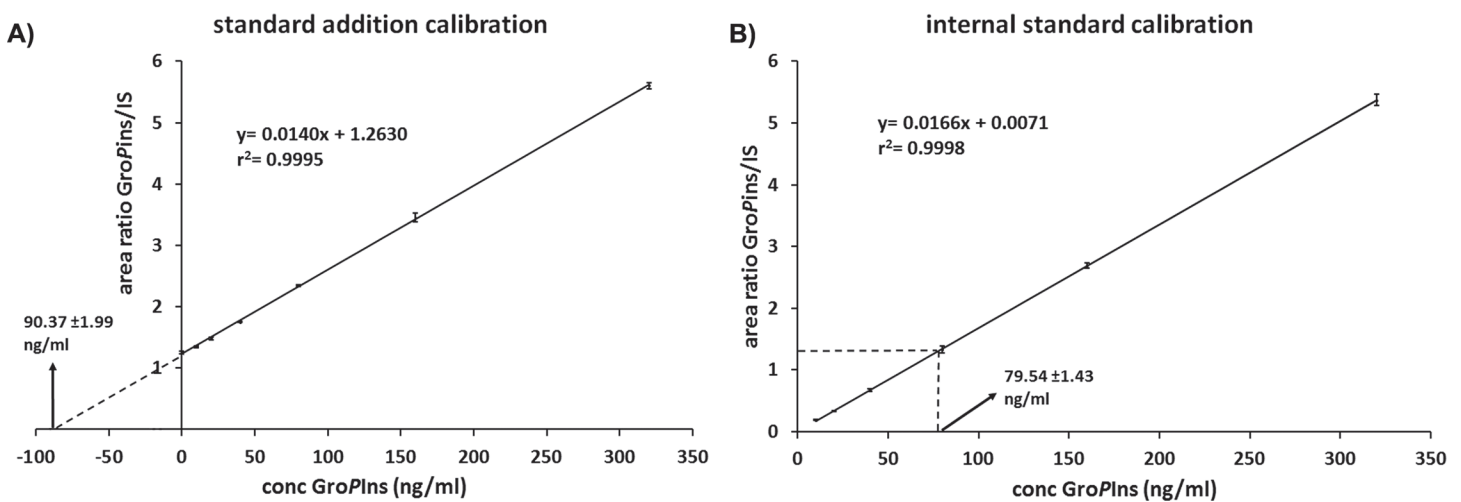 A)
standard addition calibration
area ratio GroPins/IS
6
5
4
3
2
1
y= 0.0140x + 1.2630
r²= 0.9995
90.37 ±1.99
ng/ml
-100 -50 0 50 100 150 200 250 300 350
conc GroPIns (ng/ml)
B)
internal standard calibration
area ratio GroPins/IS
6
5
4
3
2
1
0
y= 0.0166x + 0.0071
r²= 0.9998
79.54 ±1.43
ng/ml
0 50 100 150 200 250 300 350
conc GroPIns (ng/ml)